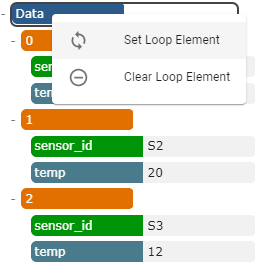 - Data
- 0
Set Loop Element
sensor
Clear Loop Element
temp
- 1
sensor_id S2
temp 20
- 2
sensor_id S3
temp 12